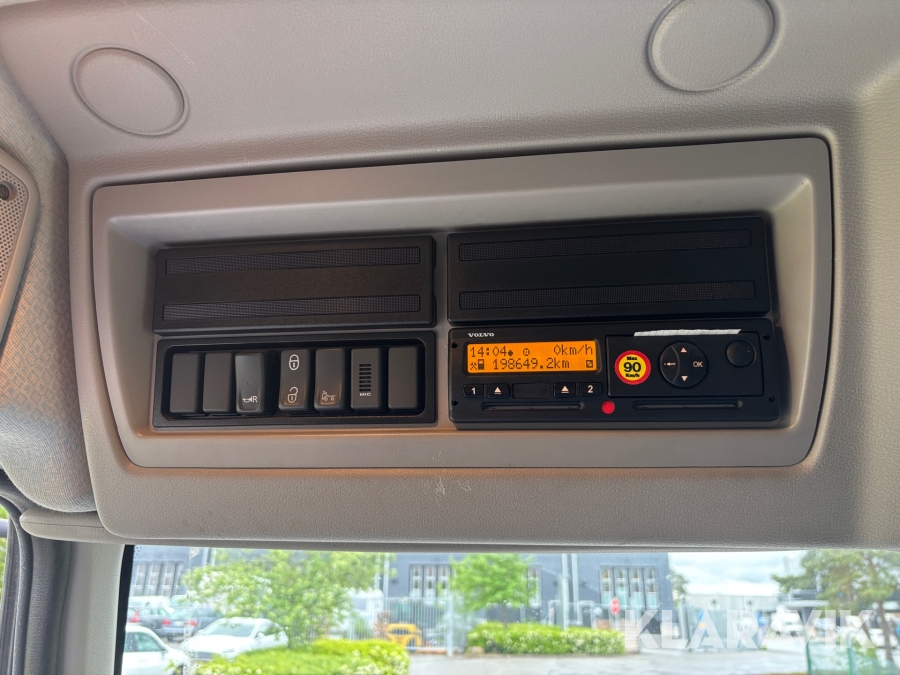 VOLVO
14:04 0km/h
198649.2km
1 2
Max
90
Km/h
OK
R
MIC
KLARAVIK